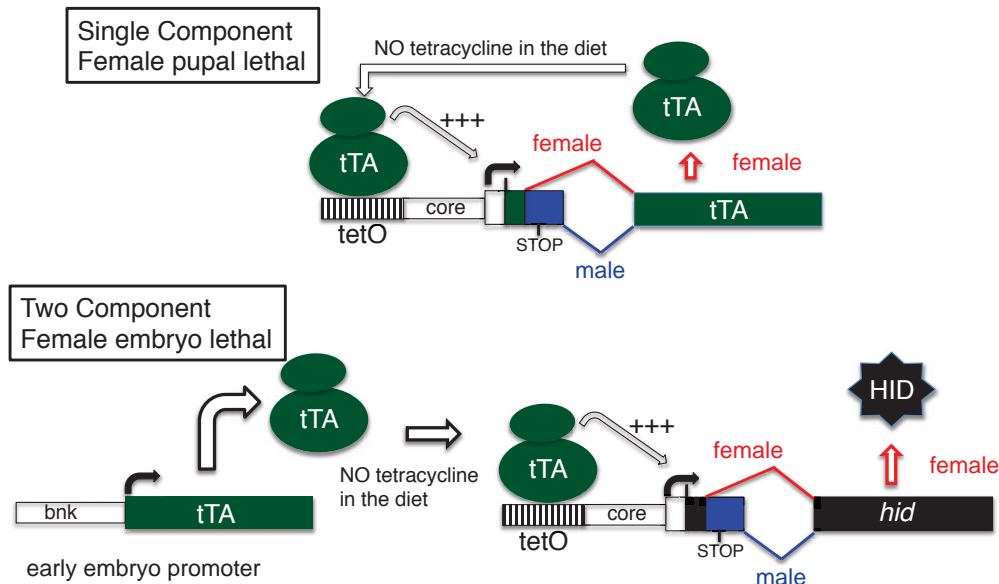 Single Component
Female pupal lethal
NO tetracycline in the diet
tTA
+++
tTA
female
female
core
tTA
tetO
STOP
male
Two Component
Female embryo lethal
tTA
HID
+++
tTA
female
female
NO tetracycline
in the diet
bnk
tTA
core
hid
tetO
STOP
male
early embryo promoter